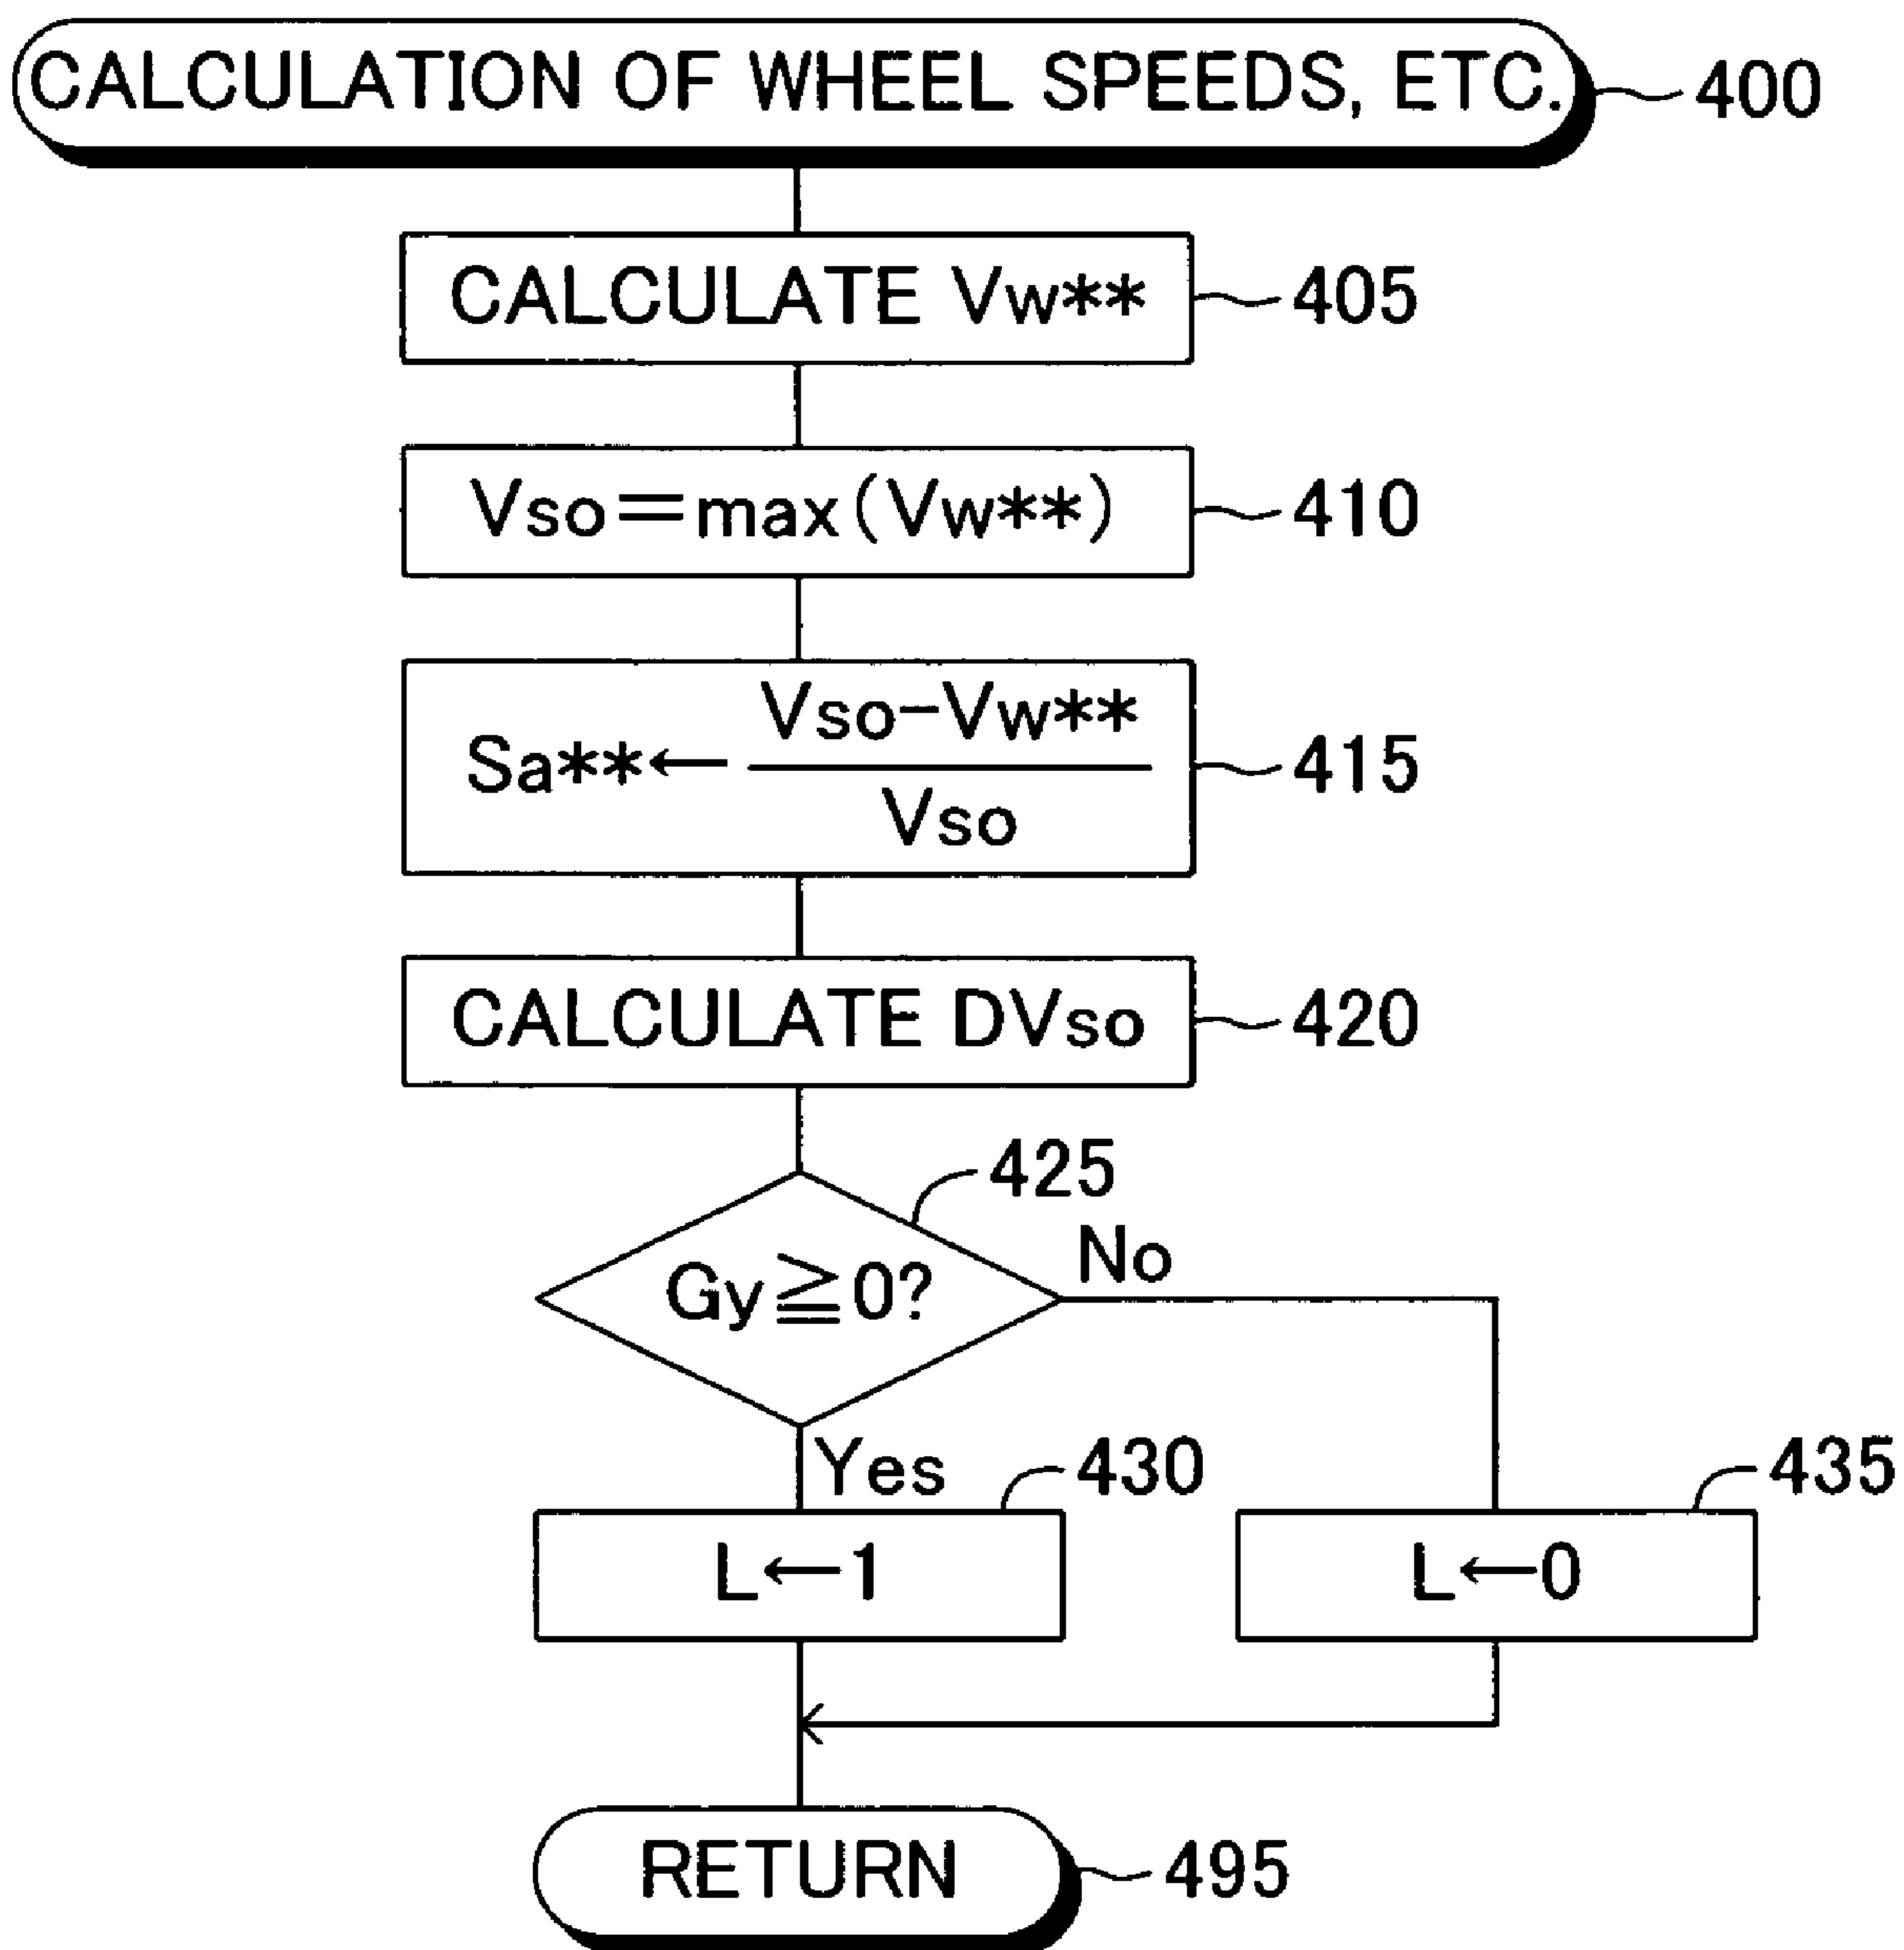 CALCULATION OF WHEEL SPEEDS, ETC. 400
CALCULATE Vw** 405
Vso=max(Vw**) 410
Sa**← Vso-Vw** 415
Vso
CALCULATE DVso 420
425
Gy≧0? No
Yes 430 435
L←1 L←0
RETURN 495